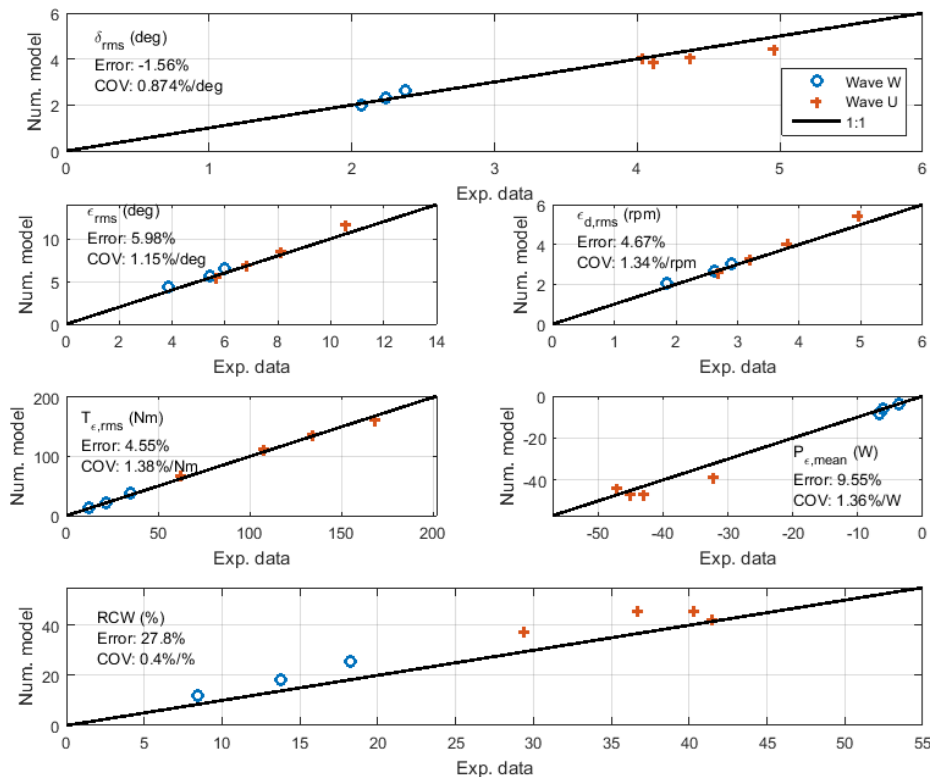 δrms (deg)
Error: -1.56%
COV: 0.874%/deg
Wave W
Wave U
1:1
Num. model
0
2
4
6
0
1
2
3
4
5
6
Exp. data
εrms (deg)
Error: 5.98%
COV: 1.15%/deg
Num. model
0
5
10
0
2
4
6
8
10
12
14
Exp. data
εd,rms (rpm)
Error: 4.67%
COV: 1.34%/rpm
Num. model
0
2
4
6
0
1
2
3
4
5
6
Exp. data
Tε,rms (Nm)
Error: 4.55%
COV: 1.38%/Nm
Num. model
0
100
200
0
50
100
150
200
Exp. data
Pε,mean (W)
Error: 9.55%
COV: 1.36%/W
Num. model
0
-20
-40
-50
-40
-30
-20
-10
0
Exp. data
RCW (%)
Error: 27.8%
COV: 0.4%/%
Num. model
0
20
40
0
5
10
15
20
25
30
35
40
45
50
55
Exp. data